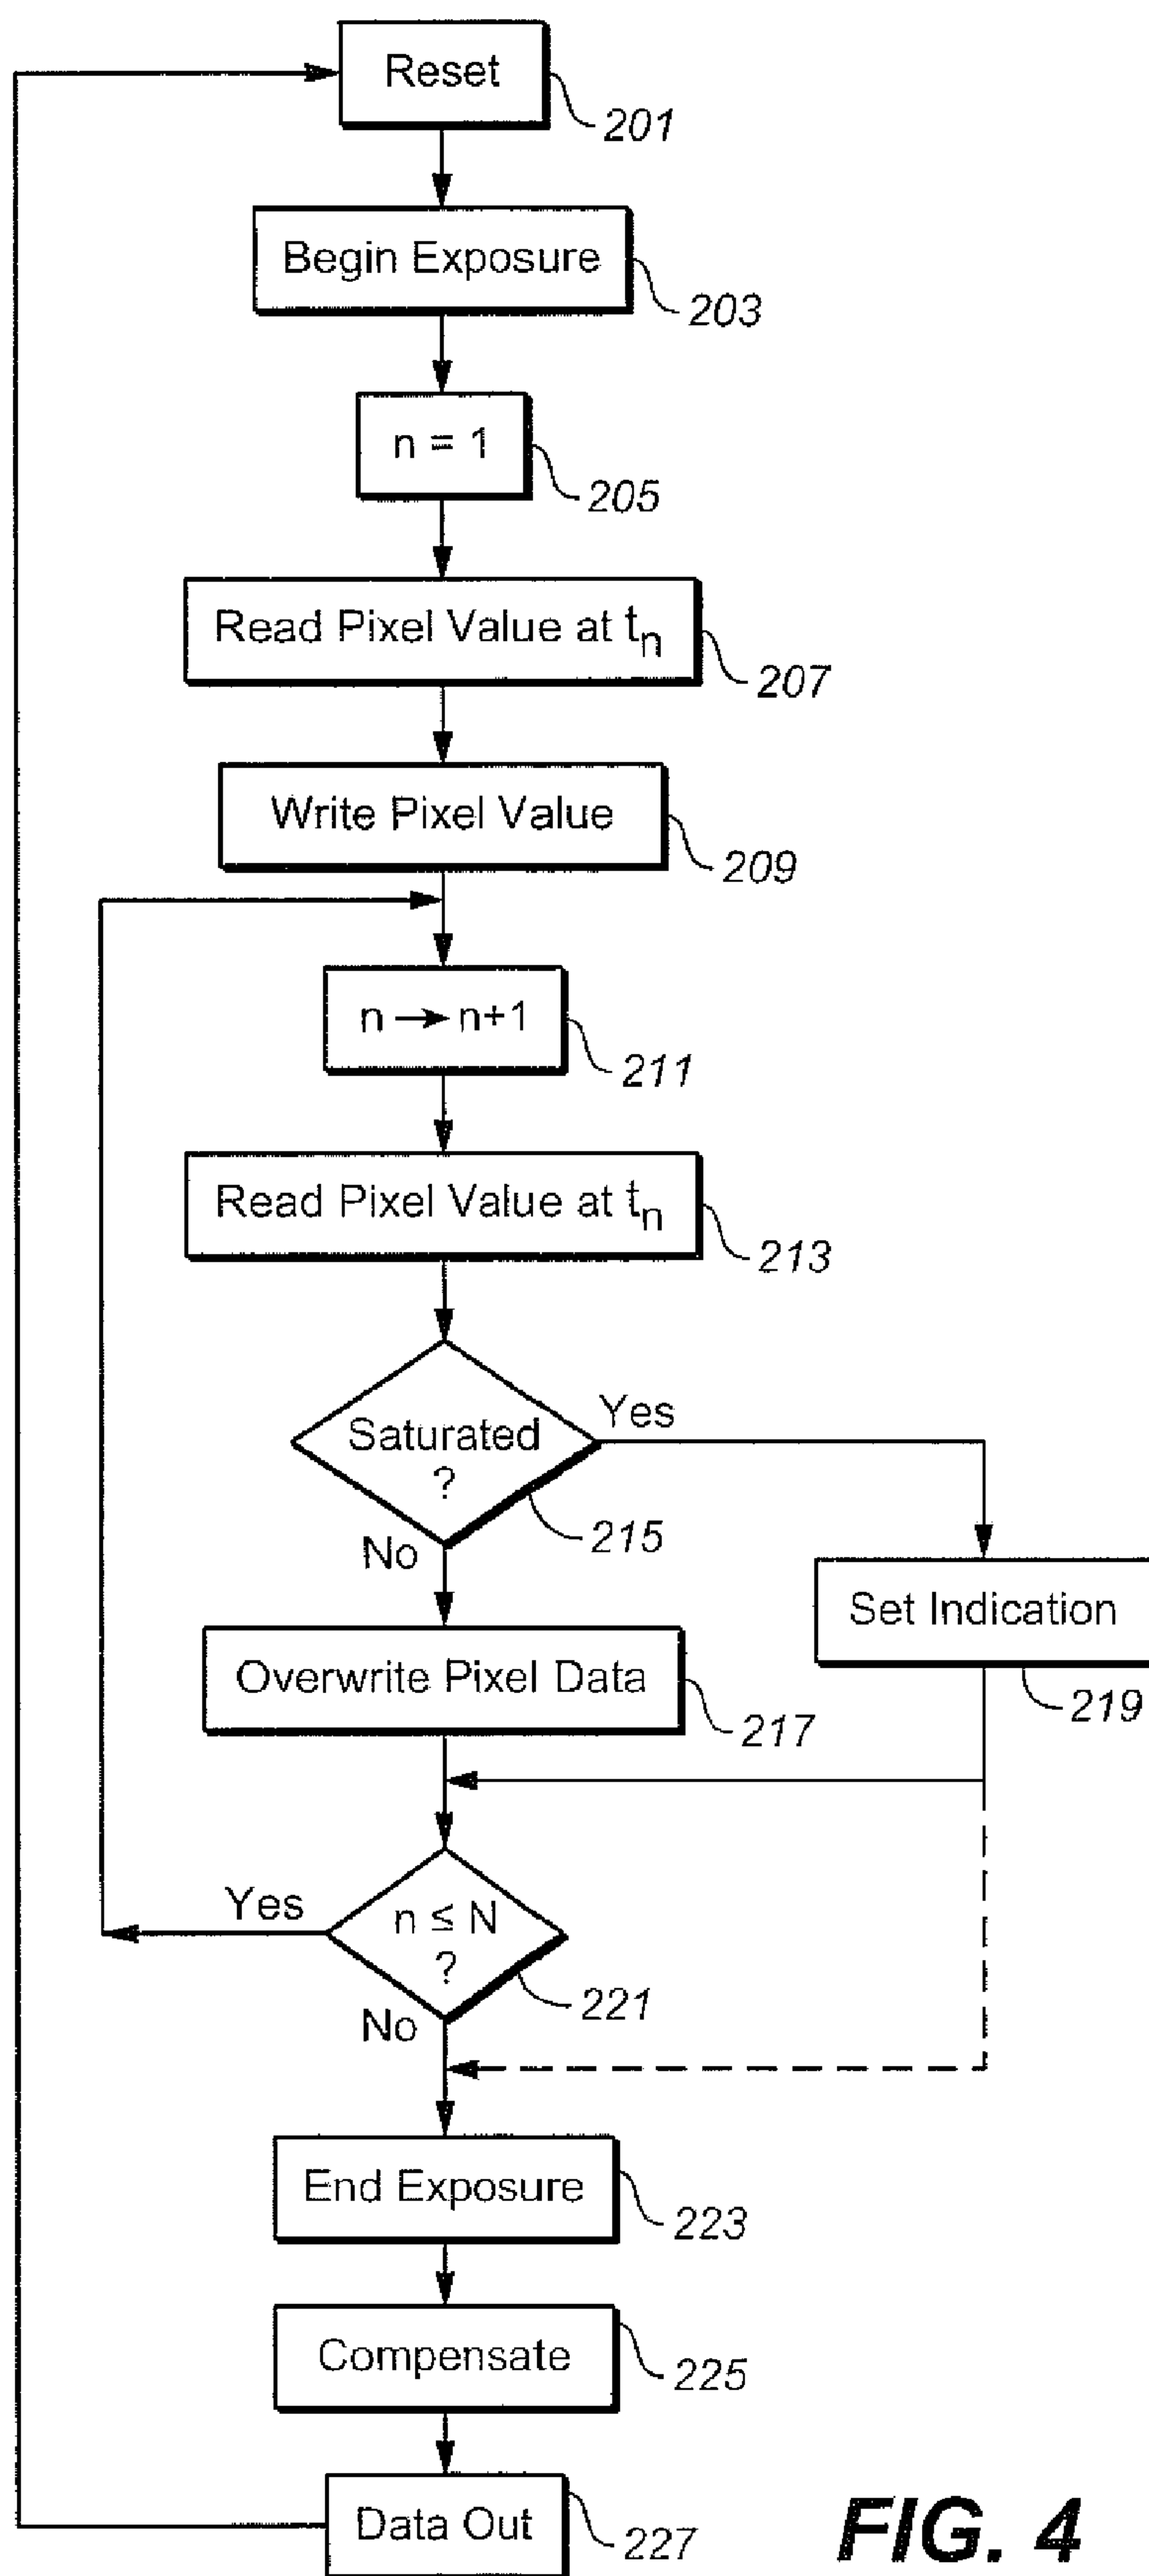 Reset
201
Begin Exposure
203
n = 1
205
Read Pixel Value at tn
207
Write Pixel Value
209
n → n+1
211
Read Pixel Value at tn
213
Saturated
?
Yes
215
No
Set Indication
219
Overwrite Pixel Data
217
n ≤ N
?
Yes
221
No
End Exposure
223
Compensate
225
Data Out
227
FIG. 4